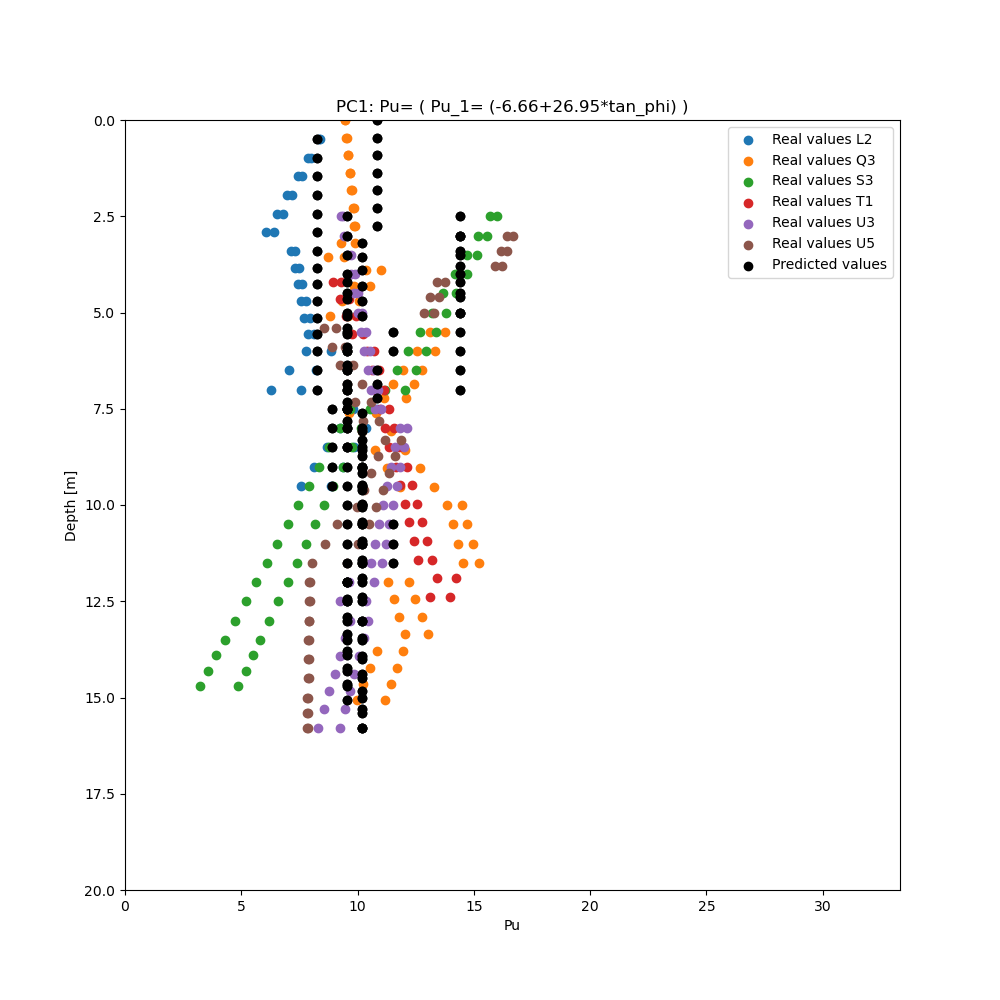 PC1: Pu= ( Pu_1= (-6.66+26.95*tan_phi) )
Real values L2
Real values Q3
Real values S3
Real values T1
Real values U3
Real values U5
Predicted values
0.0
2.5
5.0
7.5
10.0
12.5
15.0
17.5
20.0
Depth [m]
0 5 10 15 20 25 30
Pu